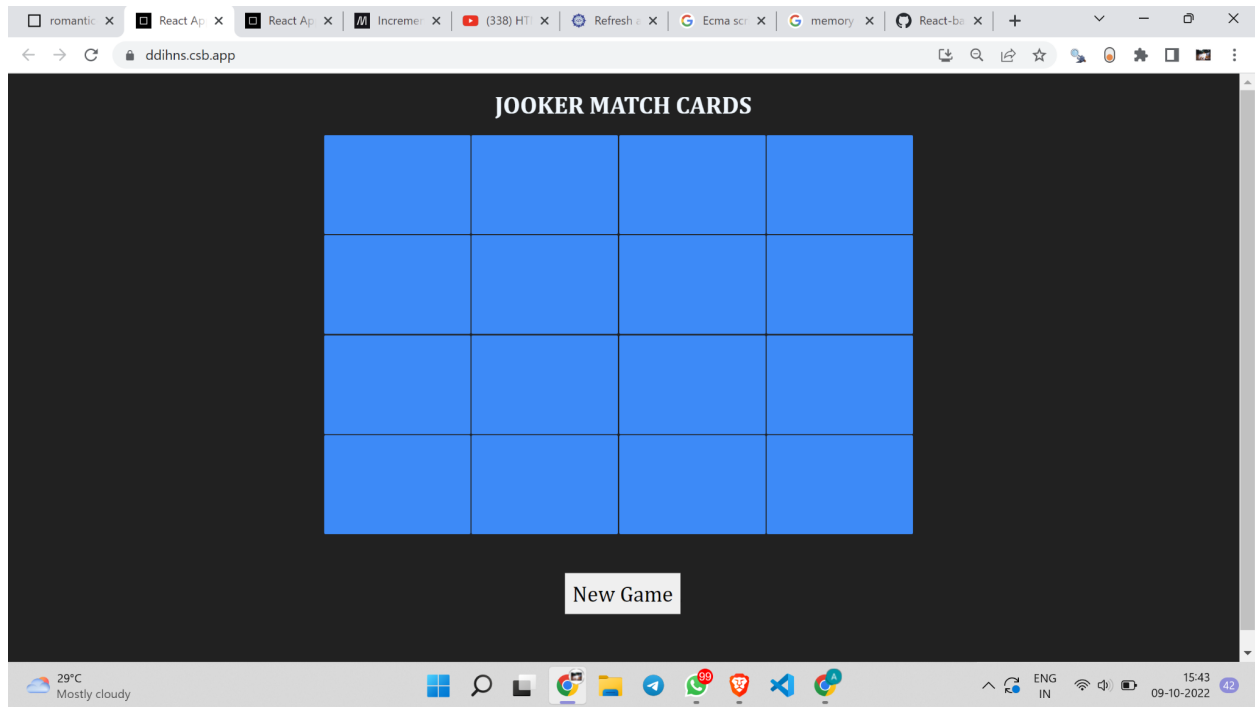 romantic
React Ap
React Ap
Incremer
(338) HT
Refresh a
Ecma scr
memory
React-ba
ddihns.csb.app
JOOKER MATCH CARDS
New Game
29°C
Mostly cloudy
99
A
ENG
IN
15:43
09-10-2022
42